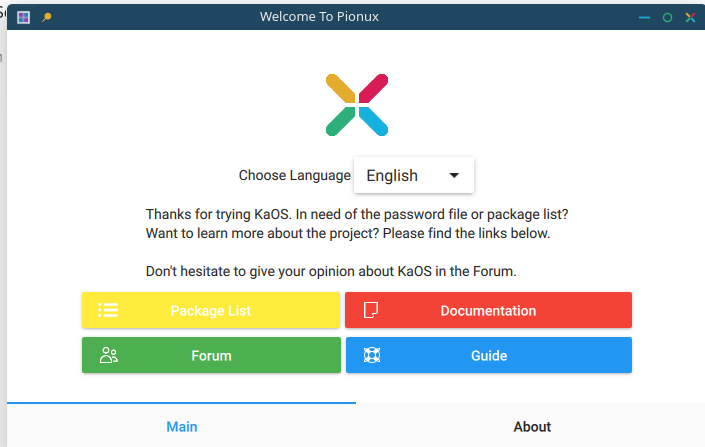 Welcome To Pionux
Choose Language English
Thanks for trying KaOS. In need of the password file or package list?
Want to learn more about the project? Please find the links below.
Don't hesitate to give your opinion about KaOS in the Forum.
Package List
Documentation
Forum
Guide
Main
About